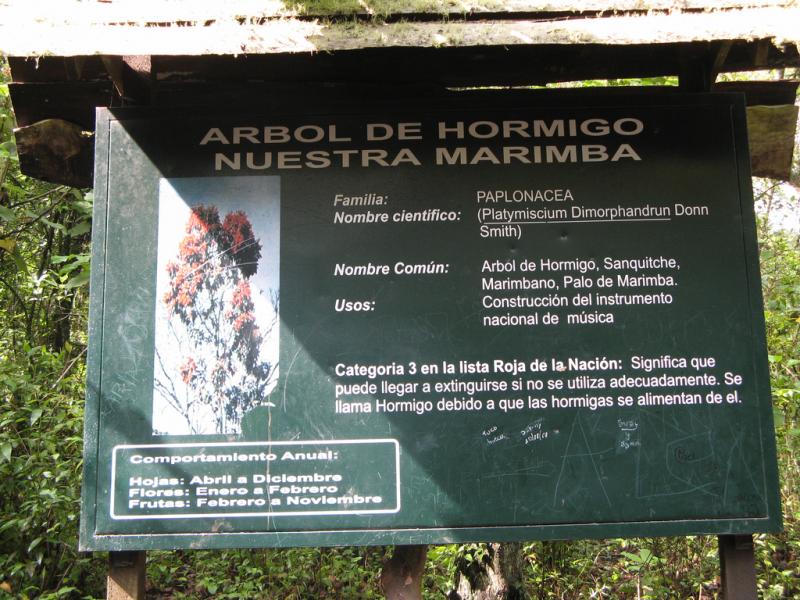 ARBOL DE HORMIGO
NUESTRA MARIMBA
Familia: PAPLONACEA
Nombre científico: (Platymiscium Dimorphandrun Donn
Smith)
Nombre Común: Arbol de Hormigo, Sanquitche,
Marimbano, Palo de Marimba.
Usos: Construcción del instrumento
nacional de música
Categoria 3 en la lista Roja de la Nación: Significa que
puede llegar a extinguirse si no se utiliza adecuadamente. Se
llama Hormigo debido a que las hormigas se alimentan de el.
Comportamiento Anual:
Hojas: Abril a Diciembre
Flores: Enero a Febrero
Frutas: Febrero a Noviembre